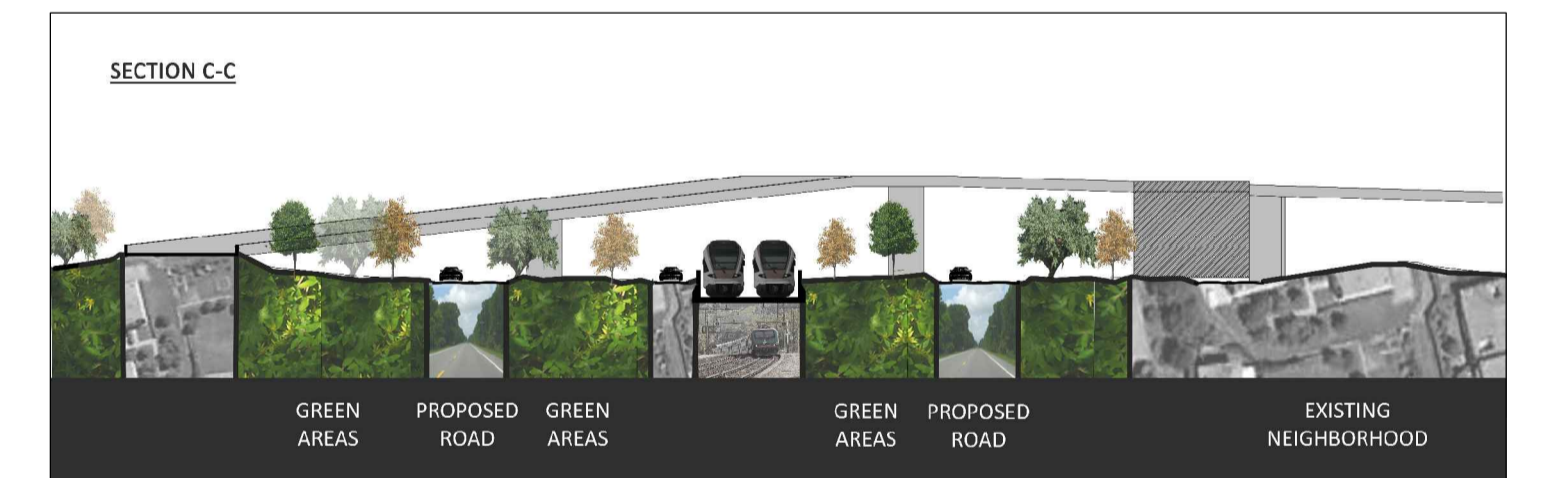 SECTION C-C
GREEN
AREAS
PROPOSED
ROAD
GREEN
AREAS
GREEN
AREAS
PROPOSED
ROAD
EXISTING
NEIGHBORHOOD